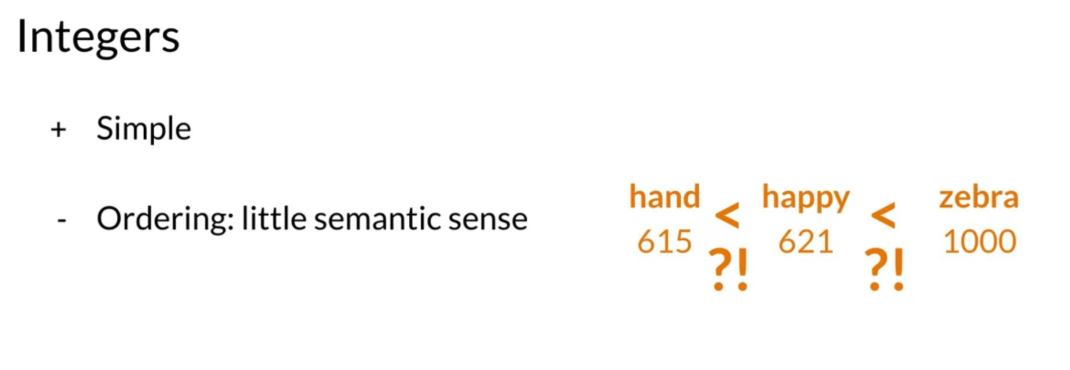 Integers
+ Simple
- Ordering: little semantic sense
hand < happy < zebra
615 ?! 621 ?! 1000